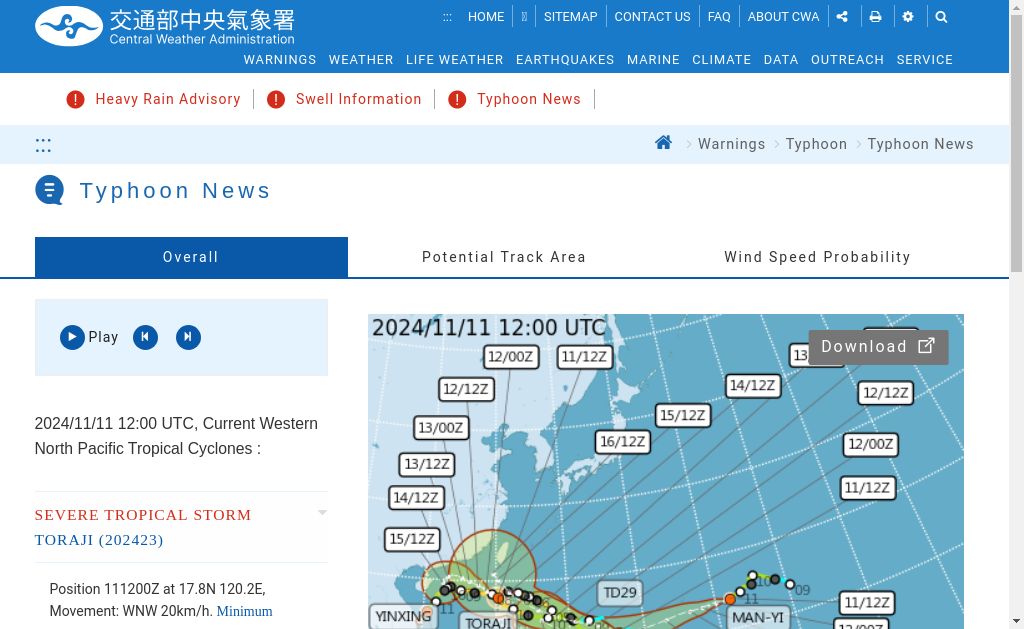 交通部中央氣象署
Central Weather Administration
::: HOME SITEMAP CONTACT US FAQ ABOUT CWA
WARNINGS WEATHER LIFE WEATHER EARTHQUAKES MARINE CLIMATE DATA OUTREACH SERVICE
Heavy Rain Advisory
Swell Information
Typhoon News
:::
Warnings Typhoon Typhoon News
Typhoon News
Overall
Potential Track Area
Wind Speed Probability
Play
2024/11/11 12:00 UTC, Current Western
North Pacific Tropical Cyclones :
SEVERE TROPICAL STORM
TORAJI (202423)
Position 111200Z at 17.8N 120.2E,
Movement: WNW 20km/h. Minimum
2024/11/11 12:00 UTC
Download
12/00Z
11/12Z
12/12Z
14/12Z
12/12Z
13/00Z
15/12Z
16/12Z
12/00Z
13/12Z
11/12Z
14/12Z
15/12Z
TD29
10
09
11
11
YINXING
TORAJI
MAN-YI
11/12Z
12/00Z